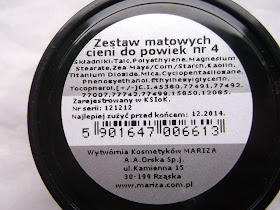 Zestaw matowych
cieni do powiek nr 4
Składniki:Talc,Polyethylene,Magnesium
Stearate,Zea Mays/Corn/Starch,Kaolin,
Titanium Dioxide,Mica,Cyclopentasiloxane,
Phenoxyethanol,Ethylhexylglycerin,
Tocopherol,[+/-]C.I.45380,77491,77492,
77007,77742,77499,15850,12085.
Zarejestrowany w KSIoK.
Nr serii: 121212
Najlepiej zużyć przed końcem: 12.2014.
5 901647 006613
Wytwórnia Kosmetyków MARIZA
A.A.Orska Sp.j.
ul.Kamienna 15
30-199 Rząska
www.mariza.com.pl